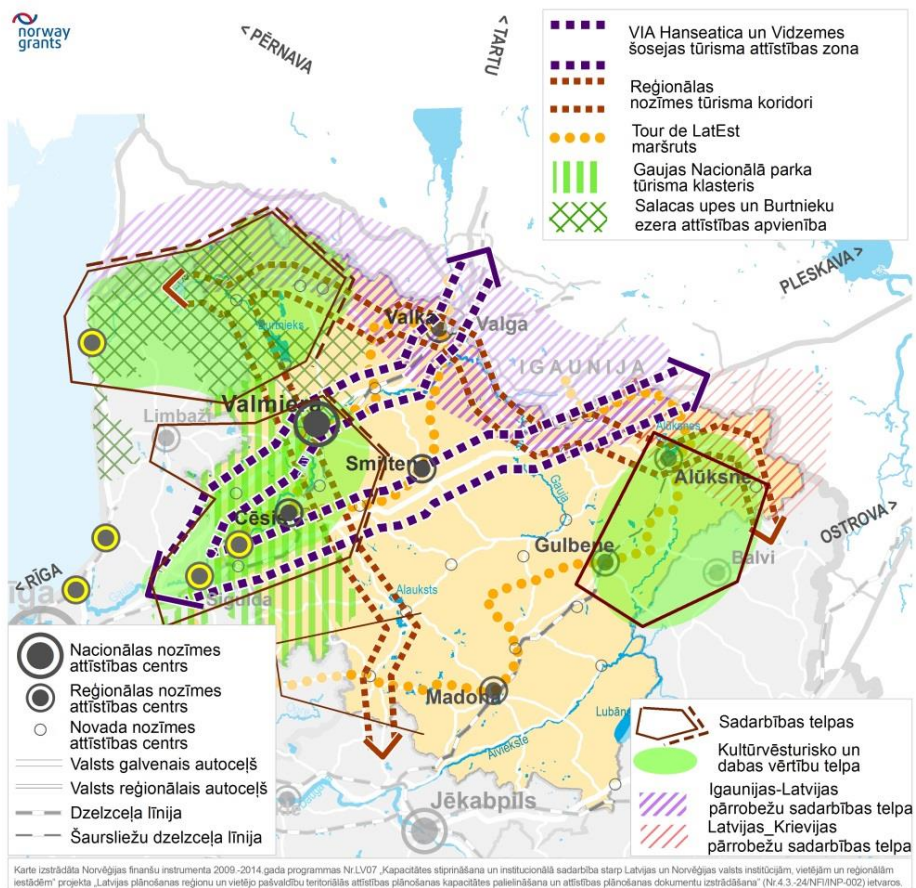 norway
grants
< PĒRNAVA
< TARTU
VIA Hanseatica un Vidzemes
šosejas tūrisma attīstības zona
Reģionālas
nozīmes tūrisma koridori
Tour de LatEst
maršruts
Gaujas Nacionālā parka
tūrisma klasteris
Salacas upes un Burtnieku
ezera attīstības apvienība
PLESKAVA >
Burtnieks
Valka
Valga
IGAUNIJA
Limbaži
Valmiera
Smiltene
Alūksnes
Alūksne
Cēsis
Gauja
OSTROVA >
Gulbene
Balvi
< RĪGA
Sigulda
Alauksts
Madona
Lubāns
Aiviekste
Jēkabpils
Nacionālas nozīmes
attīstības centrs
Reģionālas nozīmes
attīstības centrs
Novada nozīmes
attīstības centrs
Valsts galvenais autoceļš
Valsts reģionālais autoceļš
Dzelzceļa līnija
Šaursliežu dzelzceļa līnija
Sadarbības telpas
Kultūrvēsturisko un
dabas vērtību telpa
Igaunijas-Latvijas
pārrobežu sadarbības telpa
Latvijas_Krievijas
pārrobežu sadarbības telpa
Karte izstrādāta Norvēģijas finanšu instrumenta 2009.-2014.gada programmas Nr.LV07 „Kapacitātes stiprināšana un institucionālā sadarbība starp Latvijas un Norvēģijas valsts institūcijām, vietējām un reģionālām
iestādēm” projekta „Latvijas plānošanas reģionu un vietējo pašvaldību teritoriālās attīstības plānošanas kapacitātes palielināšana un attīstības plānošanas dokumentu izstrādāšana” (Nr.4.3.-24/NFI/INP-002) ietvaros.